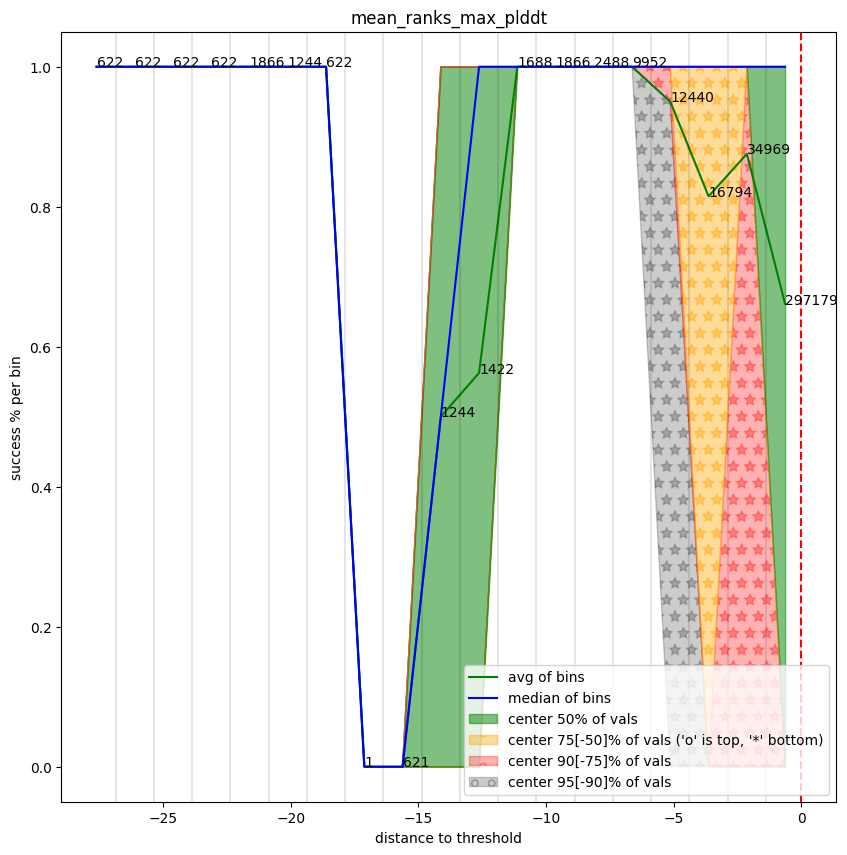 mean_ranks_max_plddt
1.0
622 622 622 622 1866 1244 622 1688 1866 2488 9952
12440
34969
0.8
16794
297179
0.6
1422
1244
success % per bin
0.4
0.2
avg of bins
median of bins
center 50% of vals
center 75[-50]% of vals ('o' is top, '*' bottom)
center 90[-75]% of vals
center 95[-90]% of vals
0.0
1 621
−25 −20 −15 −10 −5 0
distance to threshold